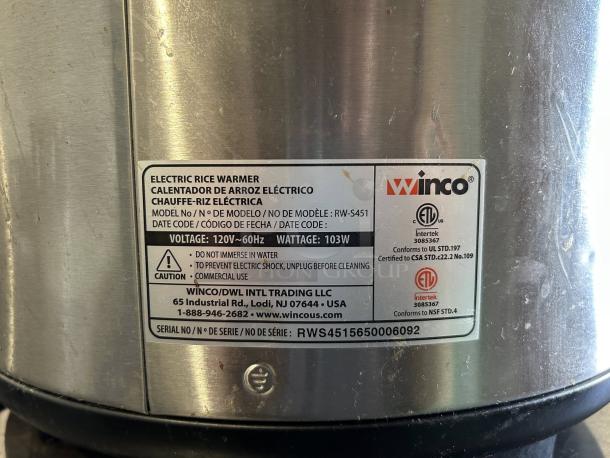 ELECTRIC RICE WARMER
CALENTADOR DE ARROZ ELÉCTRICO
CHAUFFE-RIZ ELÉCTRICA
MODEL No / N º DE MODELO / NO DE MODÈLE : RW-S451
DATE CODE / CÓDIGO DE FECHA / DATE CODE :
VOLTAGE: 120V~60Hz WATTAGE: 103W
CAUTION
• DO NOT IMMERSE IN WATER
• TO PREVENT ELECTRIC SHOCK, UNPLUG BEFORE CLEANING
• COMMERCIAL USE
WINCO/DWL INTL TRADING LLC
65 Industrial Rd., Lodi, NJ 07644 • USA
1-888-946-2682 • www.wincous.com
SERIAL NO / N º DE SERIE / NO DE SÉRIE : RWS4515650006092
Winco®
ETL
c us
Intertek
3085367
Conforms to UL STD.197
Certified to CSA STD.c22.2 No.109
ETL
Intertek
3085367
Conforms to NSF STD.4